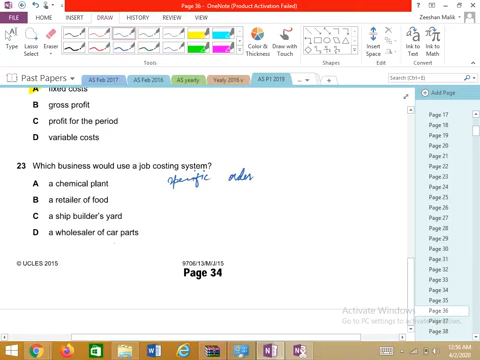 Page 36 - OneNote (Product Activation Failed)
Zeeshan Malik
FILE HOME INSERT DRAW HISTORY REVIEW VIEW
Type
Lasso Select
Eraser
Color & Thickness
Draw with Touch
Insert Space
Ink to Text
Ink to Math
Tools
Shapes
Edit
Convert
Past Papers
AS Feb 2017
AS Feb 2016
AS yearly
Yearly 2016 v
AS P1 2019
Search (Ctrl+E)
Add Page
A fixed costs
B gross profit
C profit for the period
D variable costs
23 Which business would use a job costing system?
specific order
A a chemical plant
B a retailer of food
C a ship builder's yard
D a wholesaler of car parts
© UCLES 2015
9706/13/M/J/15
Page 34
Page 17
Page 18
Page 19
Page 20
Page 21
Page 22
Page 23
Page 24
Page 25
Page 26
Page 27
Page 28
Page 29
Page 30
Page 31
Page 32
Page 33
Page 34
Page 35
Page 36
Page 37
Page 38
Activate Windows
Go to PC settings to activate Windows.
12:56 AM
4/2/2020